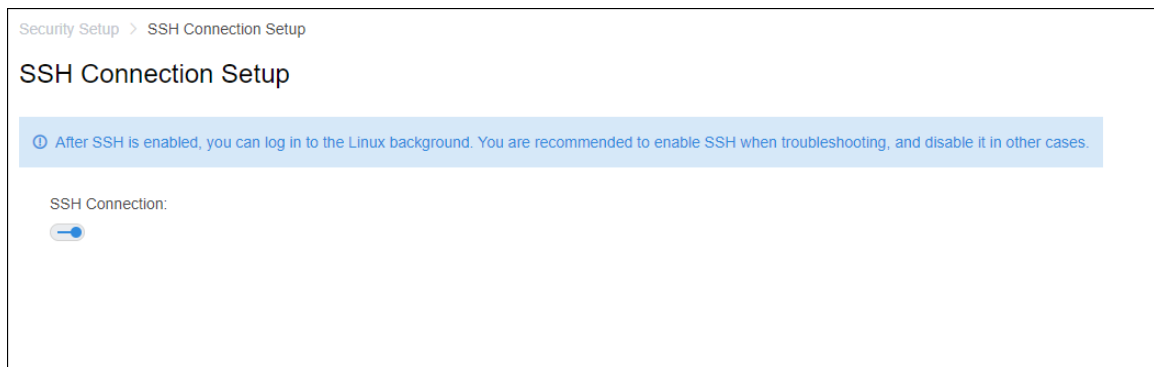 Security Setup > SSH Connection Setup
SSH Connection Setup
After SSH is enabled, you can log in to the Linux background. You are recommended to enable SSH when troubleshooting, and disable it in other cases.
SSH Connection: